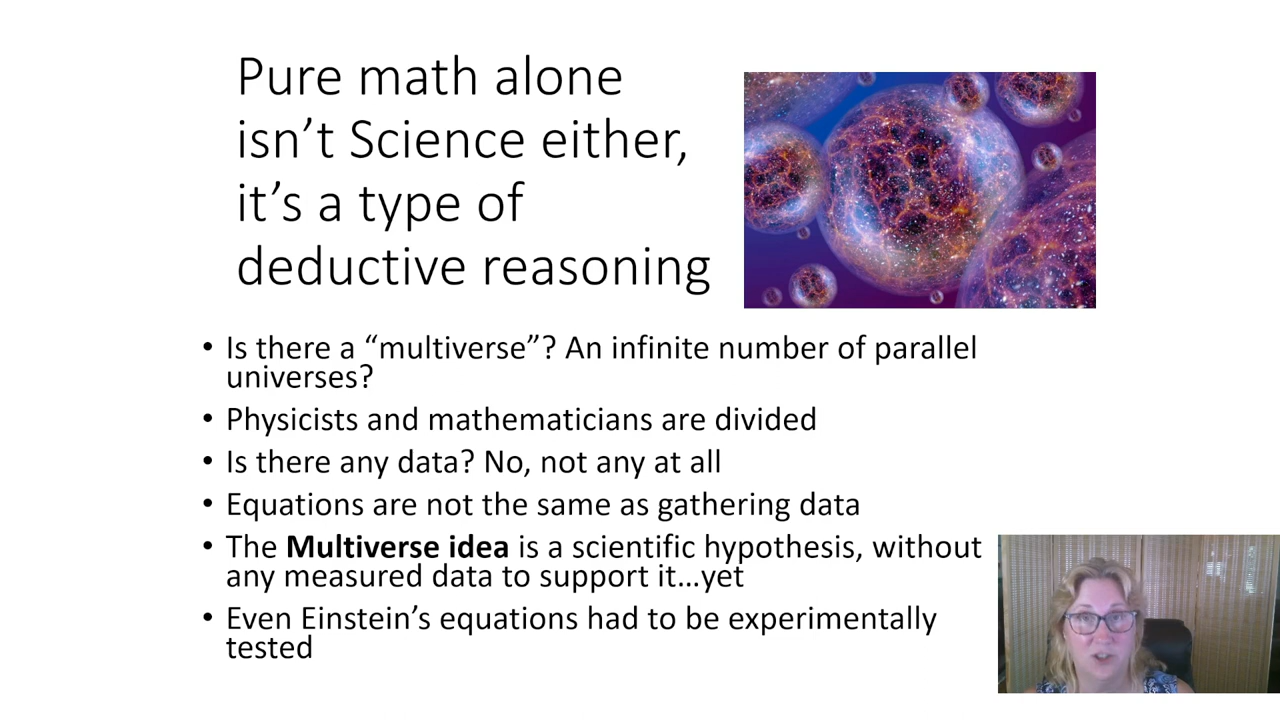 Pure math alone
isn’t Science either,
it’s a type of
deductive reasoning
• Is there a “multiverse”? An infinite number of parallel
universes?
• Physicists and mathematicians are divided
• Is there any data? No, not any at all
• Equations are not the same as gathering data
• The Multiverse idea is a scientific hypothesis, without
any measured data to support it…yet
• Even Einstein’s equations had to be experimentally
tested